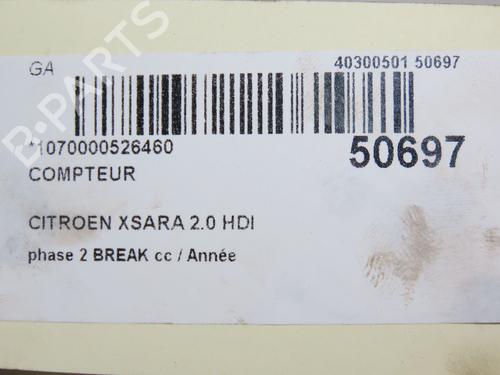 GA
40300501 50697
*1070000526460
50697
COMPTEUR
CITROEN XSARA 2.0 HDI
phase 2 BREAK cc / Année
B-PARTS